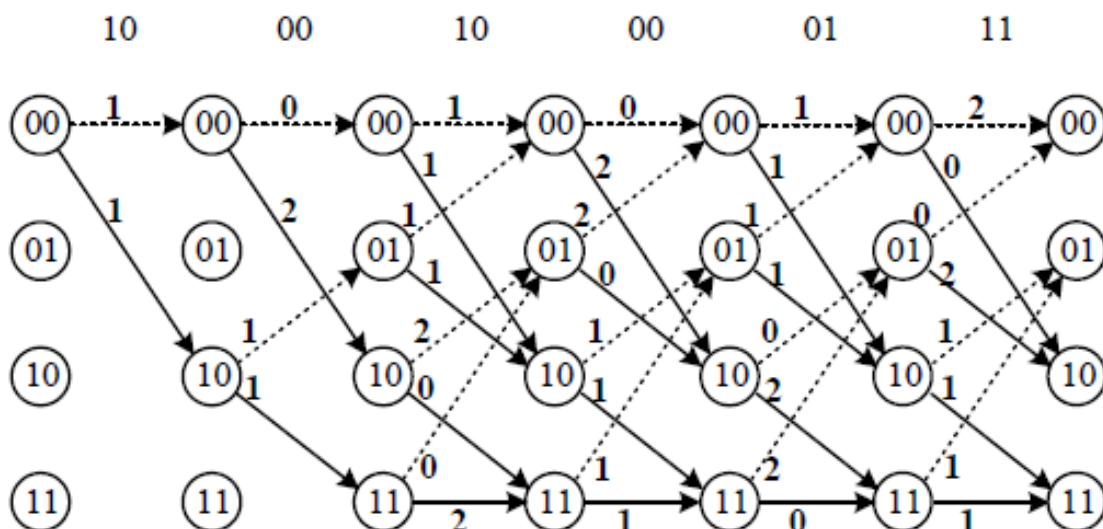 10 00 10 00 01 11
1 0 1 0 1 2
00 00 00 00 00 00 00
1 2 1 2 1 0
1 2 1 0
01 01 01 01 01 01 01
1 0 1 2
1 2 1 0 1
10 10 10 10 10 10 10
1 0 1 2 1
0 1 2 1
11 11 11 11 11 11 11
2 1 0 1